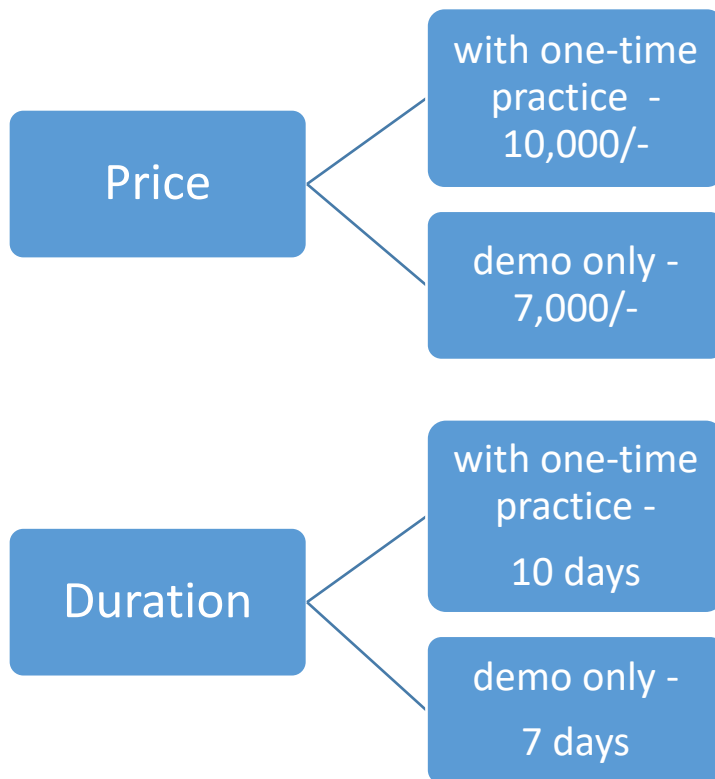 Price
with one-time
practice  -
10,000/-
demo only -
7,000/-
Duration
with one-time
practice -
10 days
demo only -
7 days